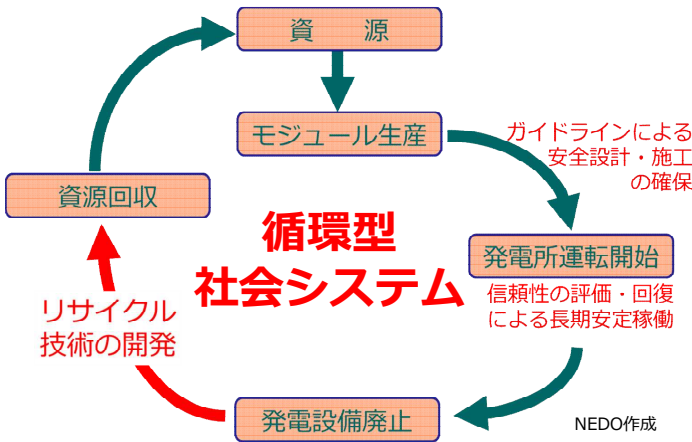 資 源
モジュール生産
ガイドラインによる
安全設計・施工
の確保
発電所運転開始
信頼性の評価・回復
による長期安定稼働
発電設備廃止
リサイクル
技術の開発
資源回収
循環型
社会システム
NEDO作成